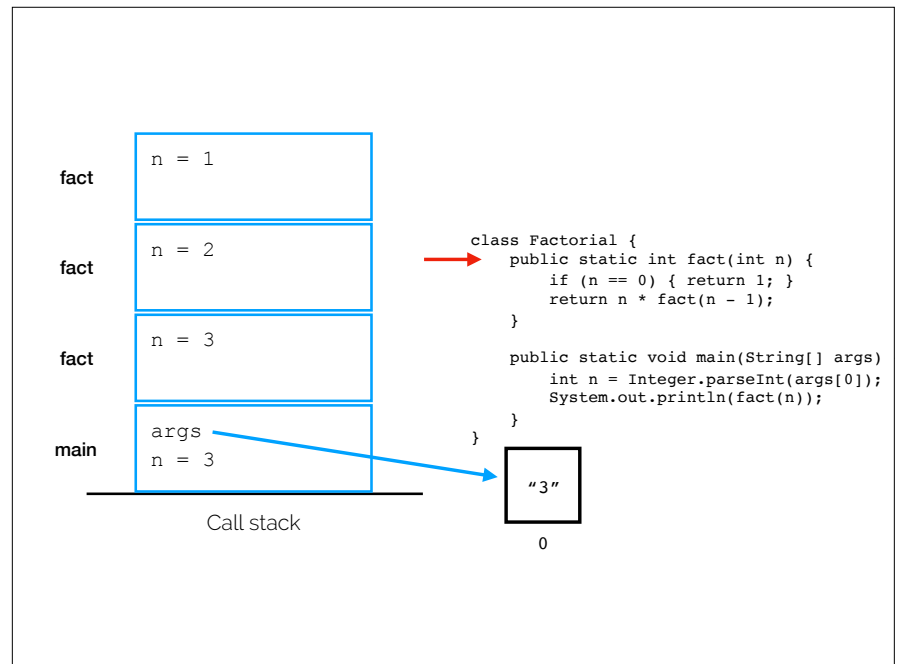 fact
n = 1
fact
n = 2
fact
n = 3
main
args
n = 3
Call stack
class Factorial {
    public static int fact(int n) {
        if (n == 0) { return 1; }
        return n * fact(n - 1);
    }
    public static void main(String[] args)
        int n = Integer.parseInt(args[0]);
        System.out.println(fact(n));
    }
}
“3”
0